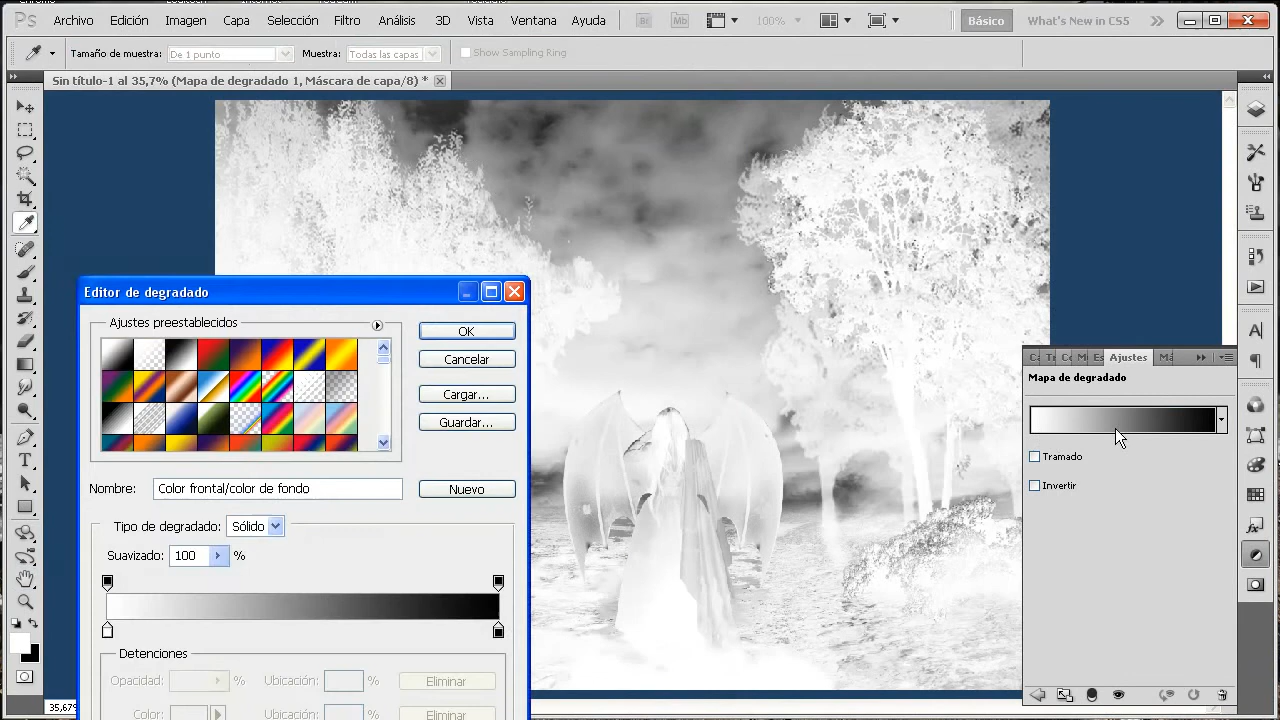 Ps Archivo Edición Imagen Capa Selección Filtro Análisis 3D Vista Ventana Ayuda Br Mb 100% Básico What's New in CS5
Tamaño de muestra: De 1 punto Muestra: Todas las capas Show Sampling Ring
Sin título-1 al 35,7% (Mapa de degradado 1, Máscara de capa/8) *
Editor de degradado
Ajustes preestablecidos
OK
Cancelar
Cargar...
Guardar...
Nombre: Color frontal/color de fondo Nuevo
Tipo de degradado: Sólido
Suavizado: 100 %
Detenciones
Opacidad: % Ubicación: % Eliminar
Color: Ubicación: % Eliminar
35,67%
Ajustes
Mapa de degradado
Tramado
Invertir